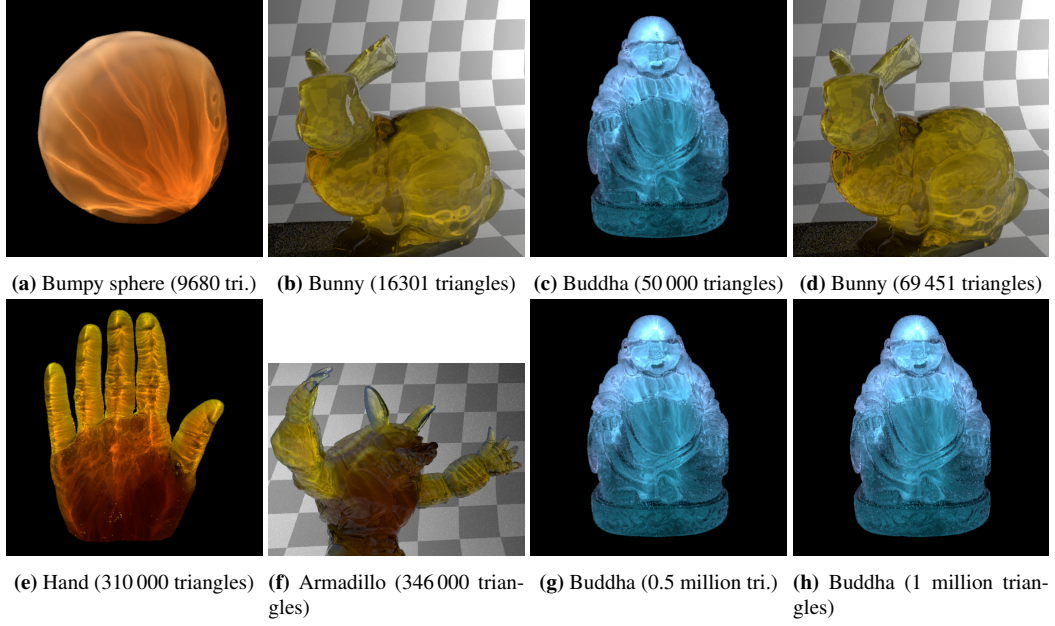 (a) Bumpy sphere (9680 tri.)
(b) Bunny (16301 triangles)
(c) Buddha (50 000 triangles)
(d) Bunny (69 451 triangles)
(e) Hand (310 000 triangles)
(f) Armadillo (346 000 trian-
gles)
(g) Buddha (0.5 million tri.)
(h) Buddha (1 million trian-
gles)